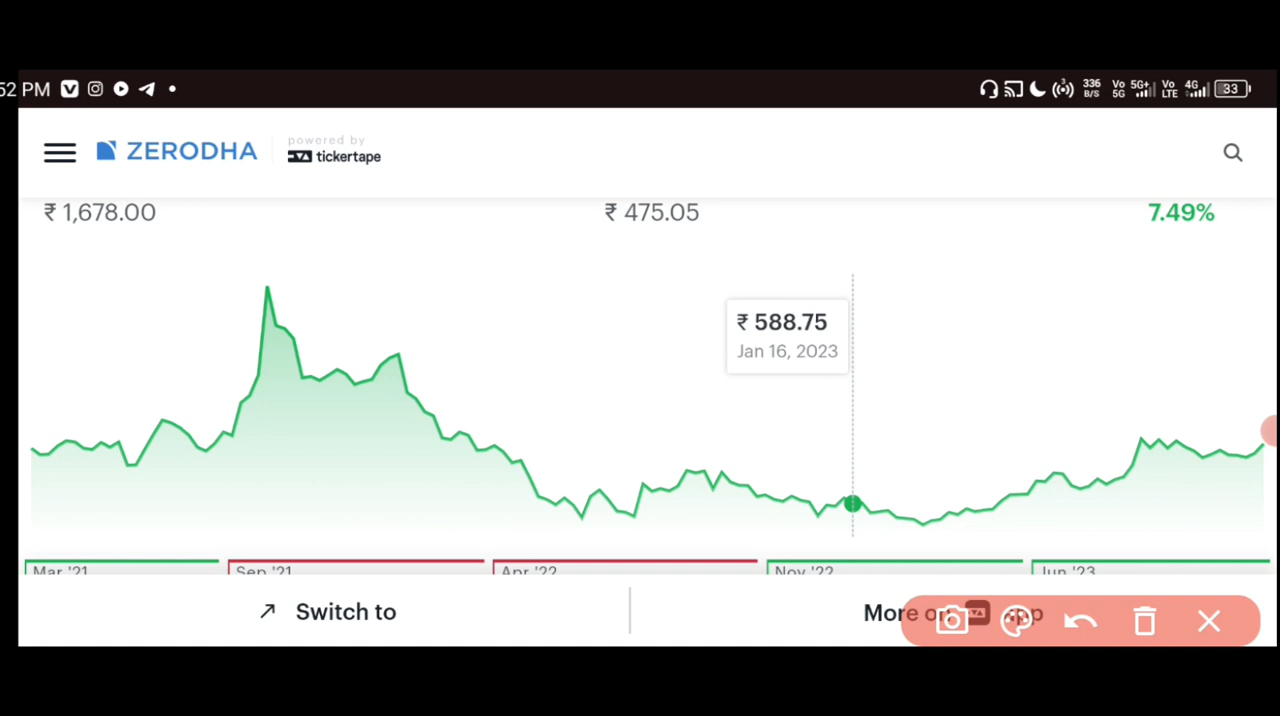 52 PM 336 B/S Vo 5G 5G+ Vo LTE 4G 33
ZERODHA powered by tickertape
₹ 1,678.00 ₹ 475.05 7.49%
₹ 588.75
Jan 16, 2023
Mar '21 Sep '21 Apr '22 Nov '22 Jun '23
Switch to More on app